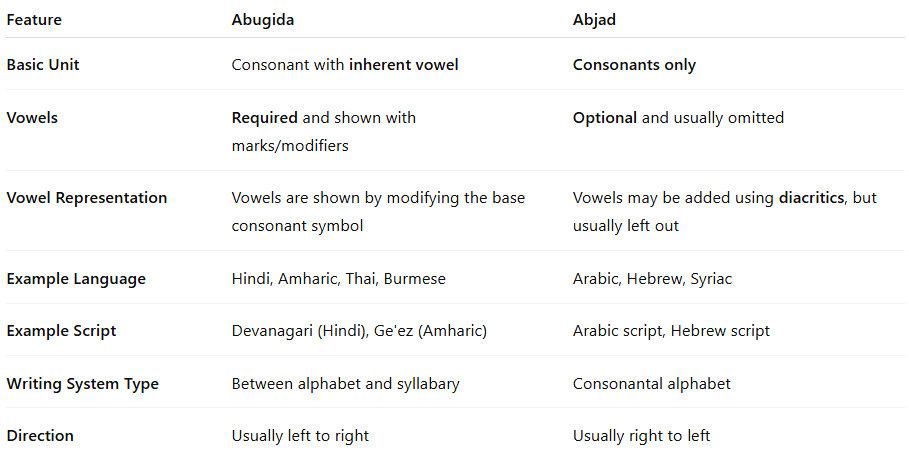 Feature Abugida Abjad
Basic Unit Consonant with inherent vowel Consonants only
Vowels Required and shown with marks/modifiers Optional and usually omitted
Vowel Representation Vowels are shown by modifying the base consonant symbol Vowels may be added using diacritics, but usually left out
Example Language Hindi, Amharic, Thai, Burmese Arabic, Hebrew, Syriac
Example Script Devanagari (Hindi), Ge'ez (Amharic) Arabic script, Hebrew script
Writing System Type Between alphabet and syllabary Consonantal alphabet
Direction Usually left to right Usually right to left